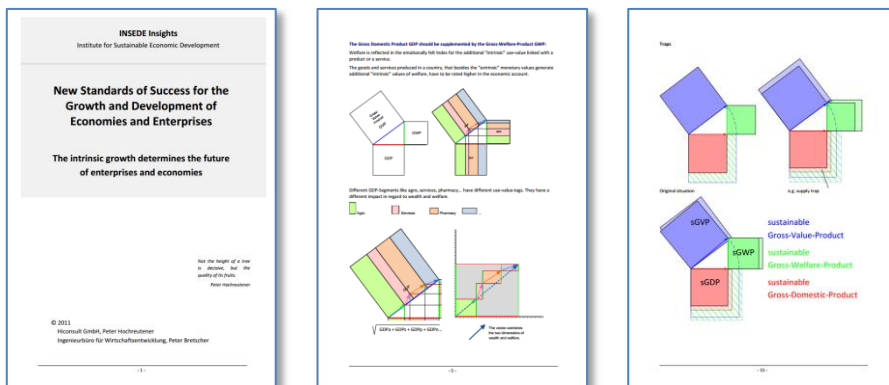 INSEDE Insights
Institute for Sustainable Economic Development
New Standards of Success for the
Growth and Development of
Economies and Enterprises
The intrinsic growth determines the future
of enterprises and economies
Not the height of a tree
is decisive, but the
quality of its fruits.
Peter Hochreutener
© 2011
Hiconsult GmbH, Peter Hochreutener
Ingenieurbüro für Wirtschaftsentwicklung, Peter Bretscher
- 1 -
The Gross Domestic Product GDP should be supplemented by the Gross-Welfare-Product GWP:
Welfare is reflected in the emotionally felt index for the additional "intrinsic" use-value linked with a
product or a service.
The goods and services produced in a country, that besides the "extrinsic" monetary values generate
additional "intrinsic" values of welfare, have to be rated higher in the economic account.
GWP
GDP
Different GDP-Segments like agro, services, pharmacy... have different use-value-tags. They have a
different impact in regard to wealth and welfare.
Agro
Services
Pharmacy
...
√ GDPa + GDPs + GDPp + GDPn...
The vector combines
the two dimensions of
wealth and welfare.
- 5 -
Traps
Original situation
e.g. supply trap
sGVP
sGWP
sGDP
sustainable
Gross-Value-Product
sustainable
Gross-Welfare-Product
sustainable
Gross-Domestic-Product